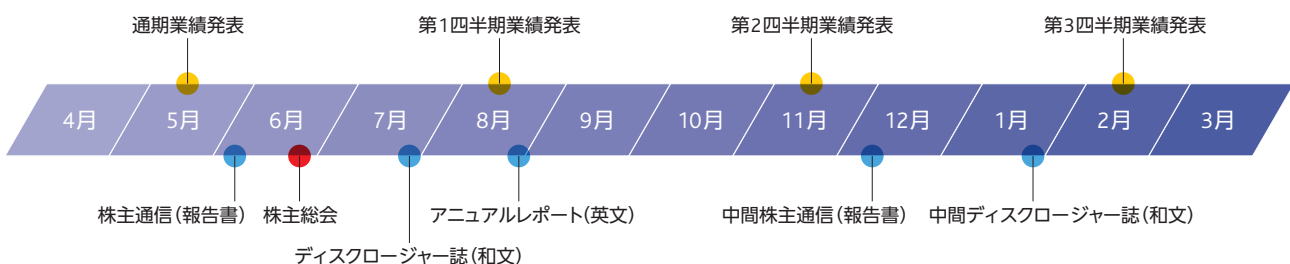 通期業績発表
第1四半期業績発表
第2四半期業績発表
第3四半期業績発表
4月
5月
6月
7月
8月
9月
10月
11月
12月
1月
2月
3月
株主通信(報告書)
株主総会
アニュアルレポート(英文)
中間株主通信(報告書)
中間ディスクロージャー誌(和文)
ディスクロージャー誌(和文)